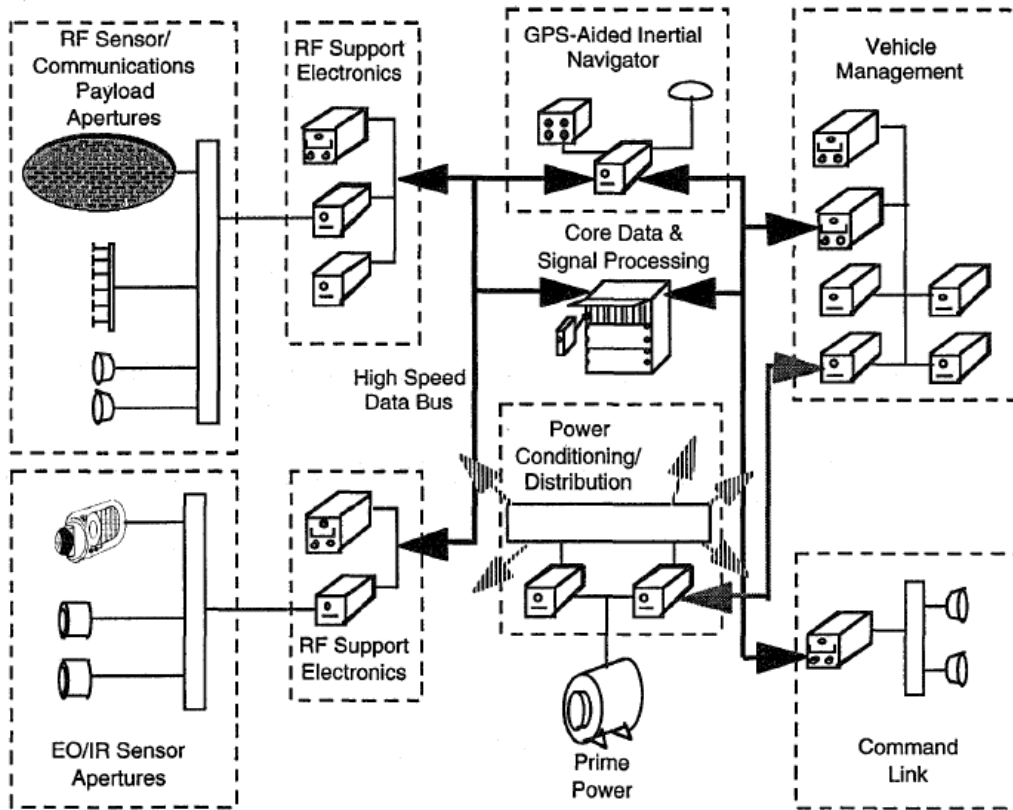 RF Sensor/
Communications
Payload
Apertures
RF Support
Electronics
GPS-Aided Inertial
Navigator
Vehicle
Management
Core Data &
Signal Processing
High Speed
Data Bus
Power
Conditioning/
Distribution
RF Support
Electronics
EO/IR Sensor
Apertures
Prime
Power
Command
Link